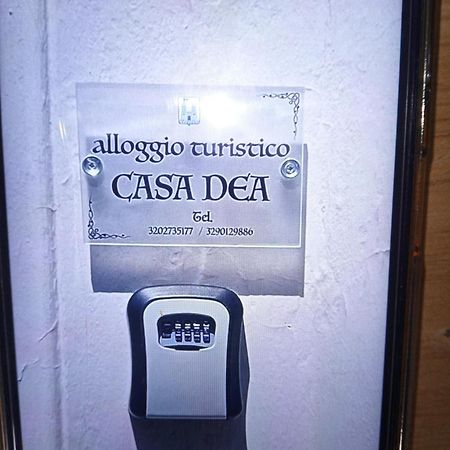 alloggio turistico
CASA DEA
Tel.
3202735177 / 3290129886